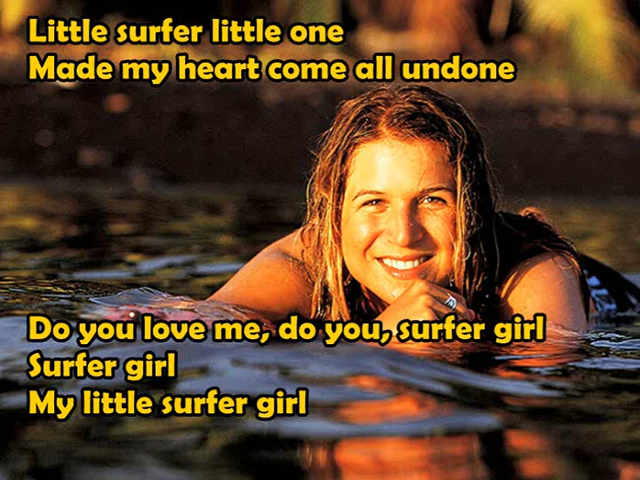 Little surfer little one
Made my heart come all undone
Do you love me, do you, surfer girl
Surfer girl
My little surfer girl